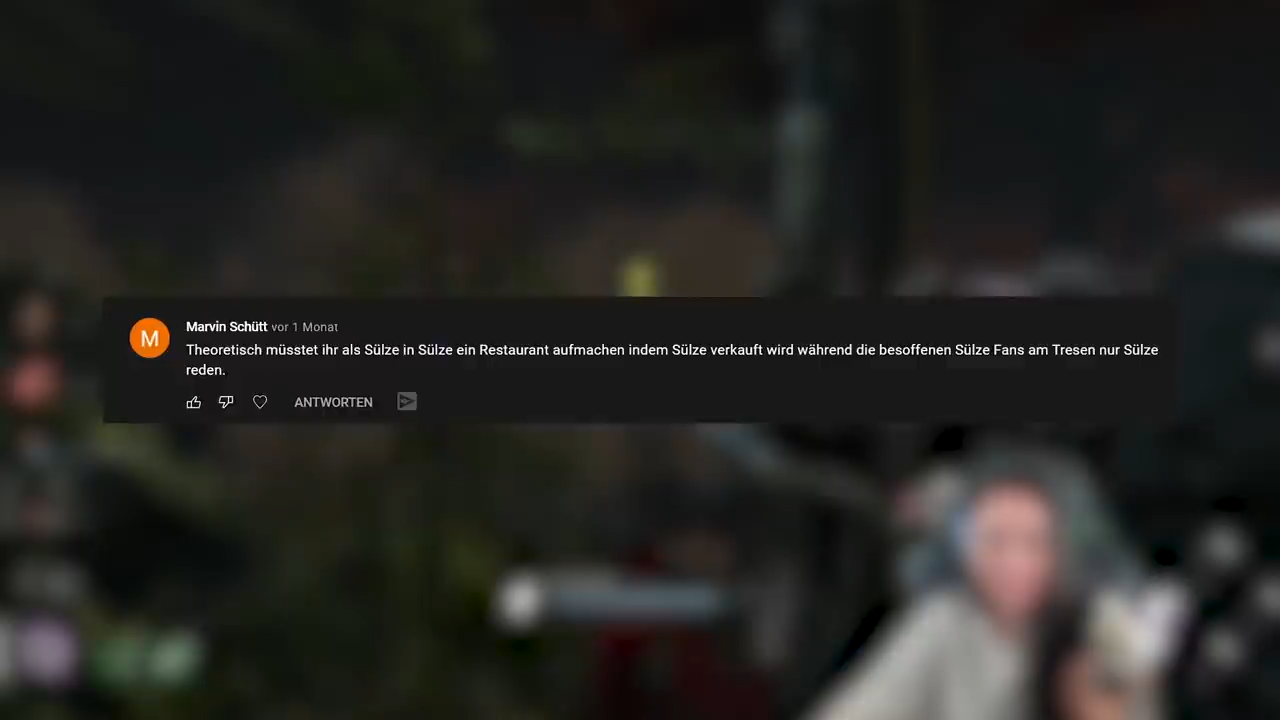 M
Marvin Schütt vor 1 Monat
Theoretisch müsstet ihr als Sülze in Sülze ein Restaurant aufmachen indem Sülze verkauft wird während die besoffenen Sülze Fans am Tresen nur Sülze
reden.
ANTWORTEN